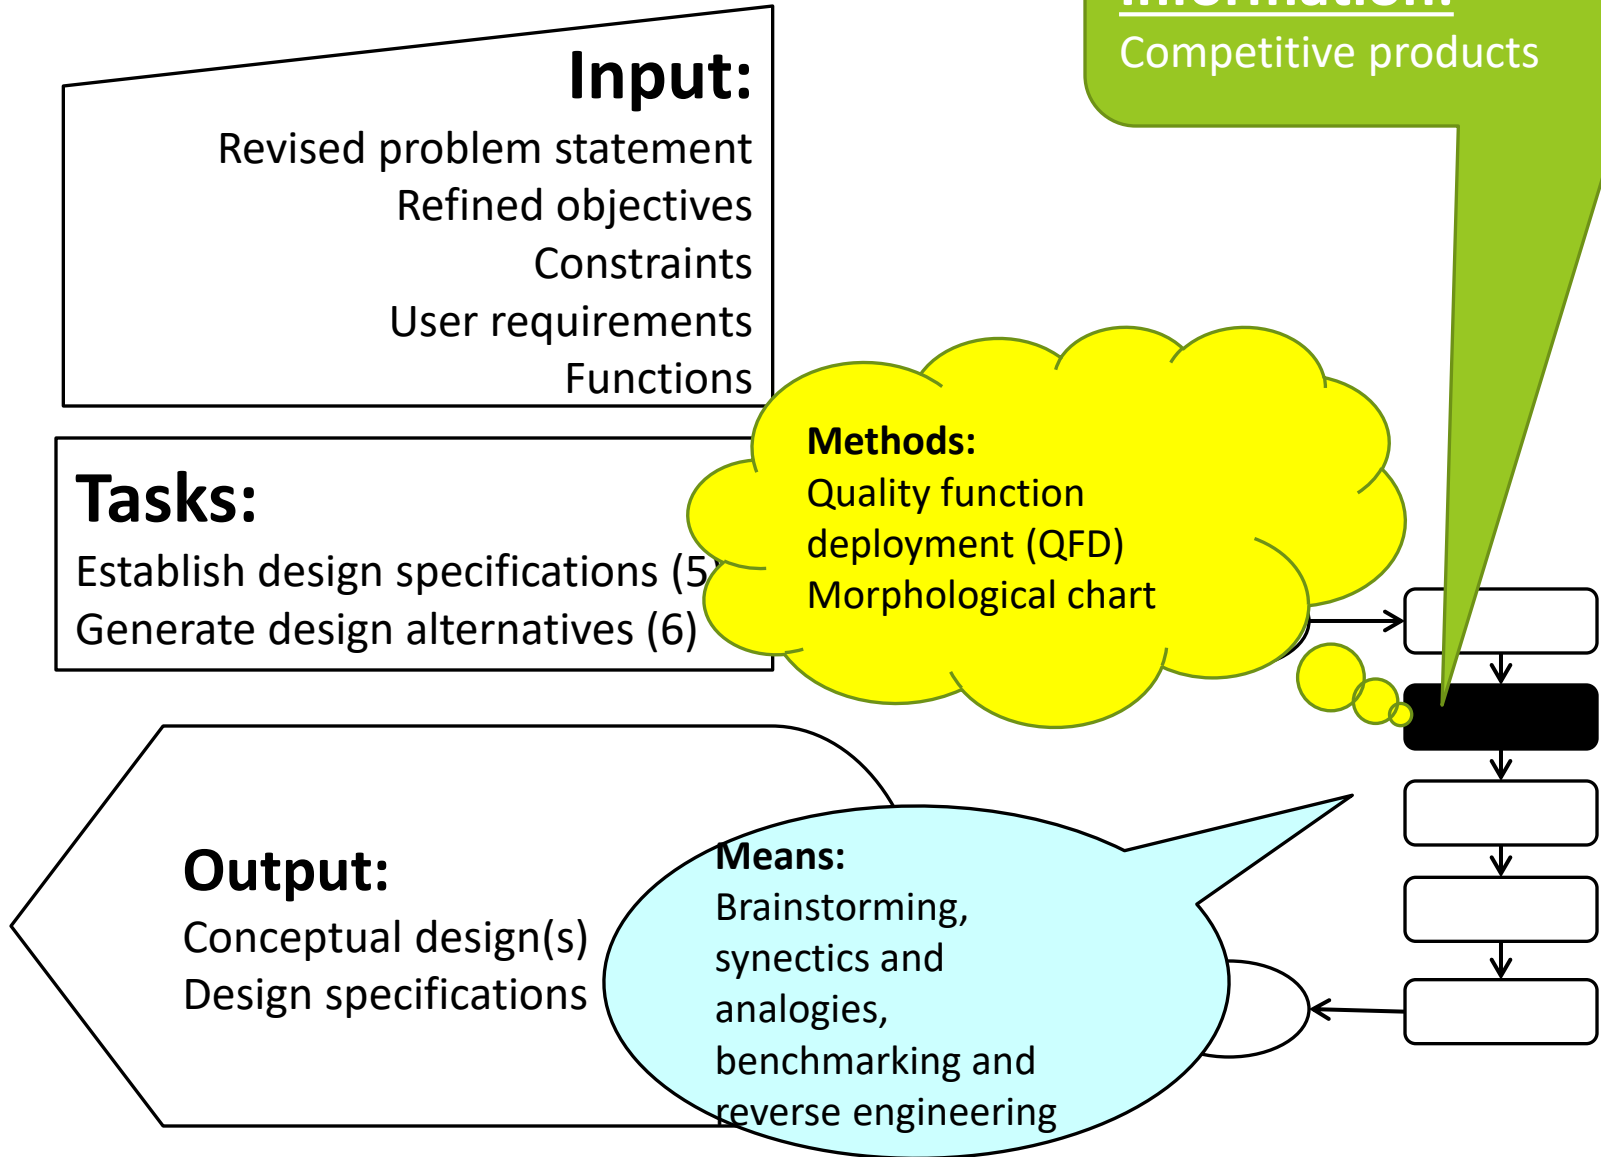 Information:
Competitive products
Input:
Revised problem statement
Refined objectives
Constraints
User requirements
Functions
Methods:
Quality function
deployment (QFD)
Morphological chart
Tasks:
Establish design specifications (5
Generate design alternatives (6)
Output:
Conceptual design(s)
Design specifications
Means:
Brainstorming,
synectics and
analogies,
benchmarking and
reverse engineering